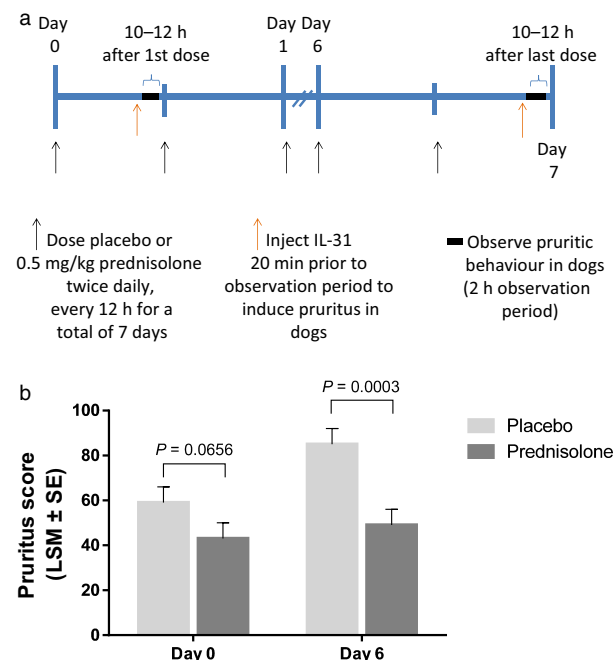 a
Day
0
10–12 h
after 1st dose
Day
1
Day
6
10–12 h
after last dose
Day
7
Dose placebo or
0.5 mg/kg prednisolone
twice daily,
every 12 h for a
total of 7 days
Inject IL-31
20 min prior to
observation period to
induce pruritus in
dogs
Observe pruritic
behaviour in dogs
(2 h observation
period)
b
Pruritus score
(LSM ± SE)
100
80
60
40
20
0
P = 0.0656
P = 0.0003
Day 0
Day 6
Placebo
Prednisolone